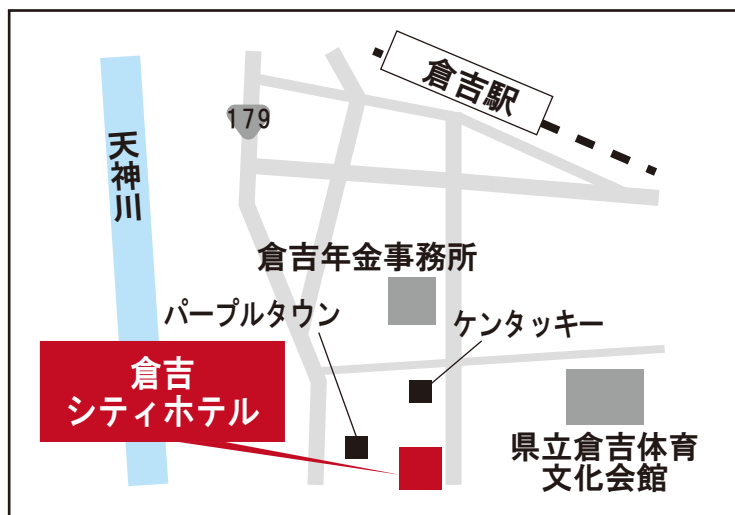 倉吉駅
179
天神川
倉吉年金事務所
パープルタウン
ケンタッキー
倉吉
シティホテル
県立倉吉体育
文化会館